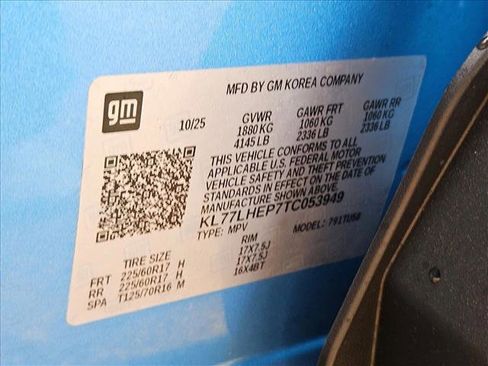 gm
MFD BY GM KOREA COMPANY
10/25 GVWR GAWR FRT GAWR RR
1880 KG 1060 KG 1060 KG
4145 LB 2336 LB 2336 LB
THIS VEHICLE CONFORMS TO ALL
APPLICABLE U.S. FEDERAL MOTOR
VEHICLE SAFETY AND THEFT PREVENTION
STANDARDS IN EFFECT ON THE DATE OF
MANUFACTURE SHOWN ABOVE.
KL77LHEP7TC053949
TYPE: MPV MODEL: 791TU58
TIRE SIZE RIM
FRT 225/60R17 H 17X7.5J
RR 225/60R17 H 17X7.5J
SPA T125/70R16 M 16X4BT